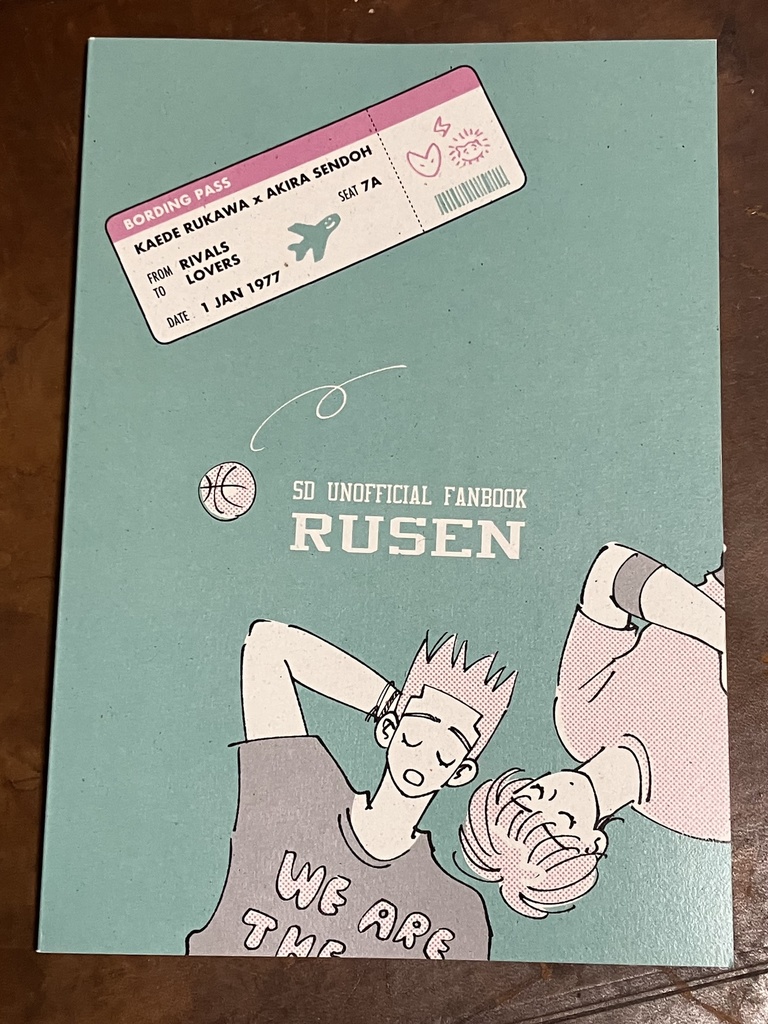 BORDING PASS
KAEDE RUKAWA x AKIRA SENDOH
FROM RIVALS
TO LOVERS
SEAT 7A
DATE 1 JAN 1977
SD UNOFFICIAL FANBOOK
RUSEN
WE ARE
THE